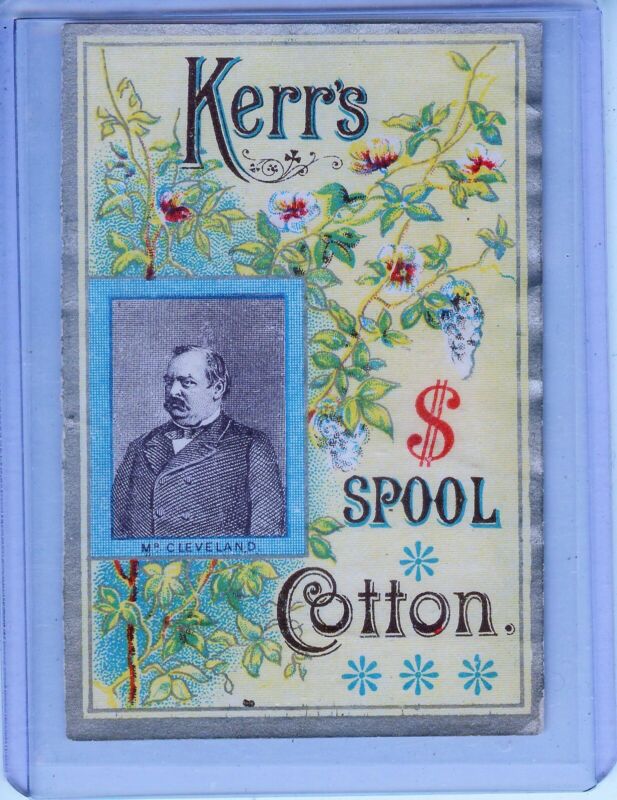 Kerr's
$
SPOOL
Cotton.
MR. CLEVELAND.